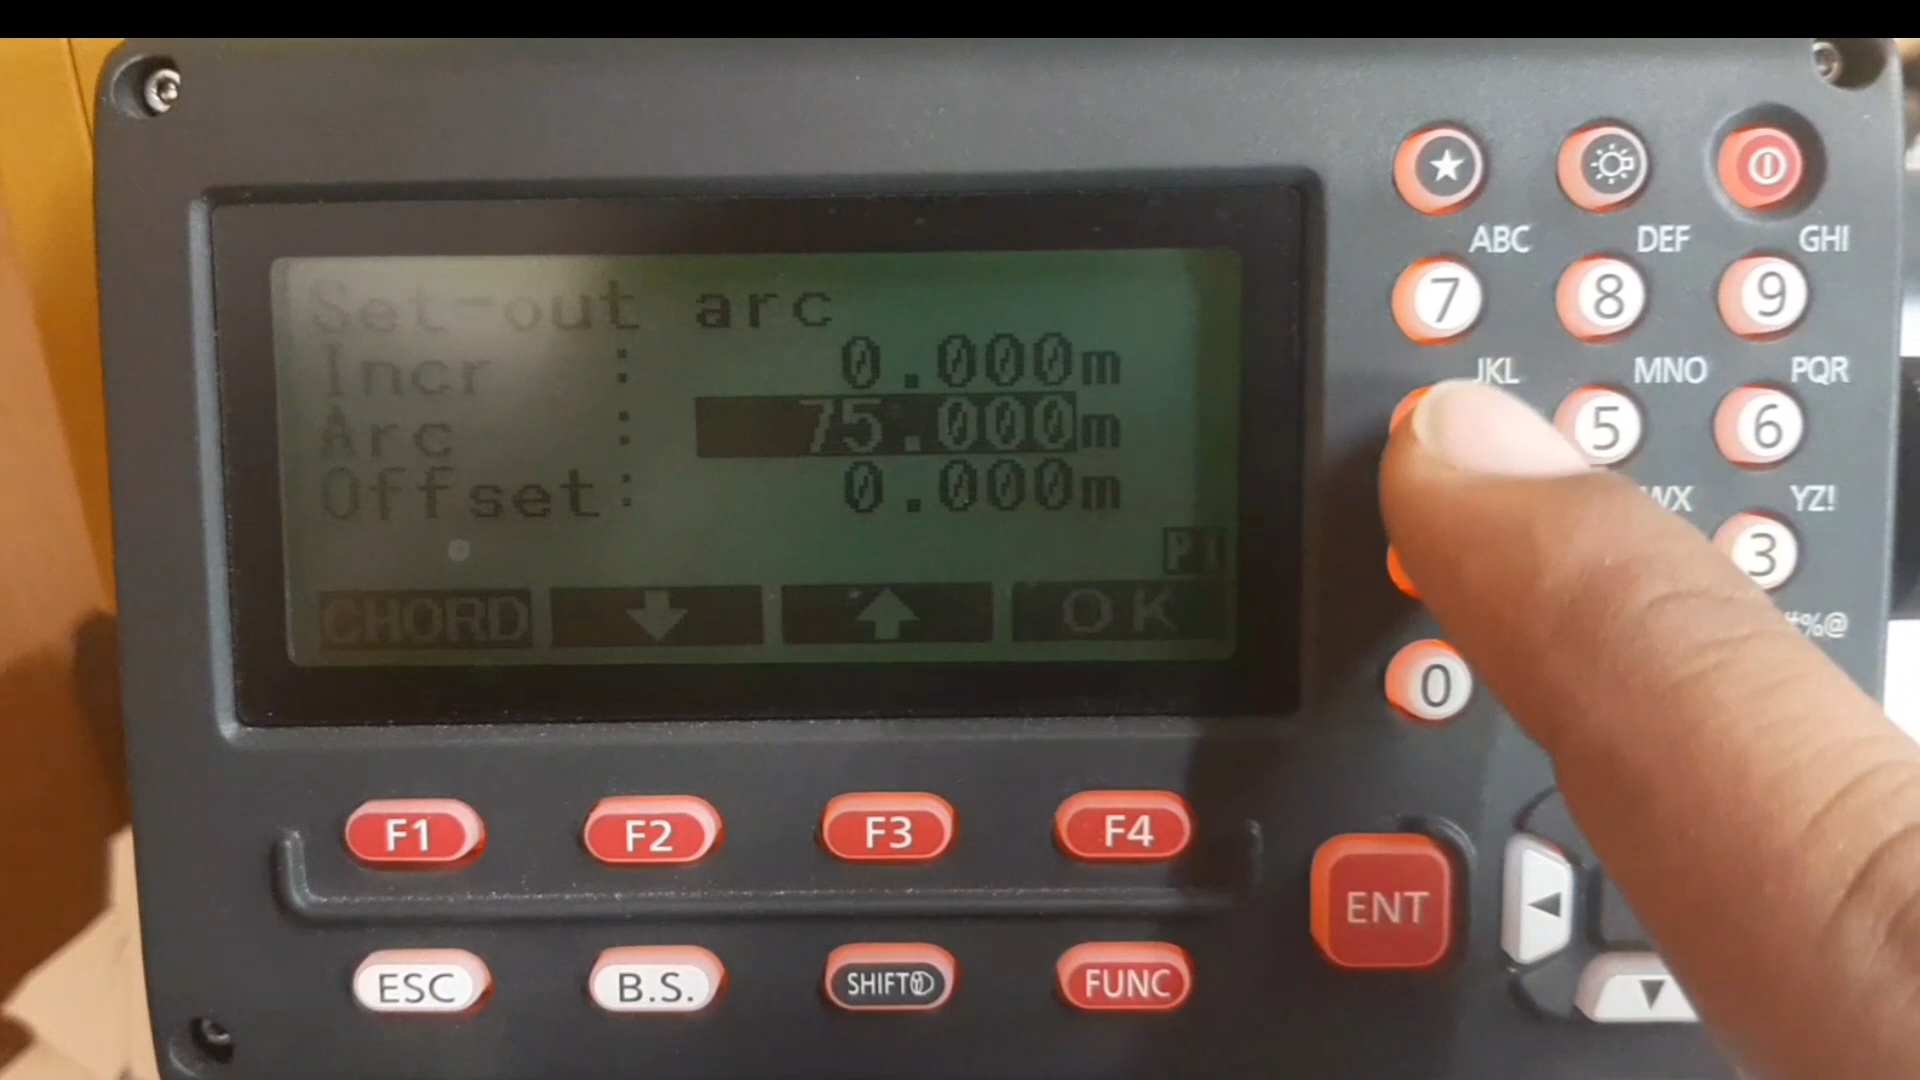 Set-out arc
Incr : 0.000m
Arc : 75.000m
Offset: 0.000m
P1
CHORD OK
ABC DEF GHI
7 8 9
JKL MNO PQR
5 6
WX YZ!
3
%@
0
F1 F2 F3 F4
ENT
ESC B.S. SHIFT FUNC